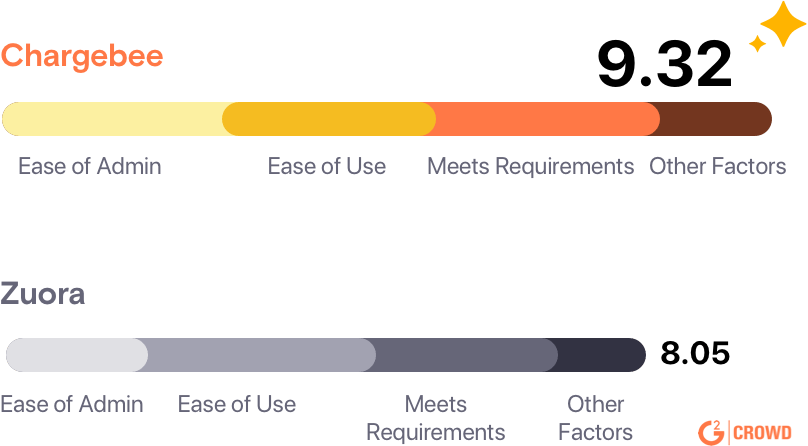 Chargebee
9.32
Ease of Admin Ease of Use Meets Requirements Other Factors
Zuora
8.05
Ease of Admin Ease of Use Meets Requirements Other Factors
G2 CROWD